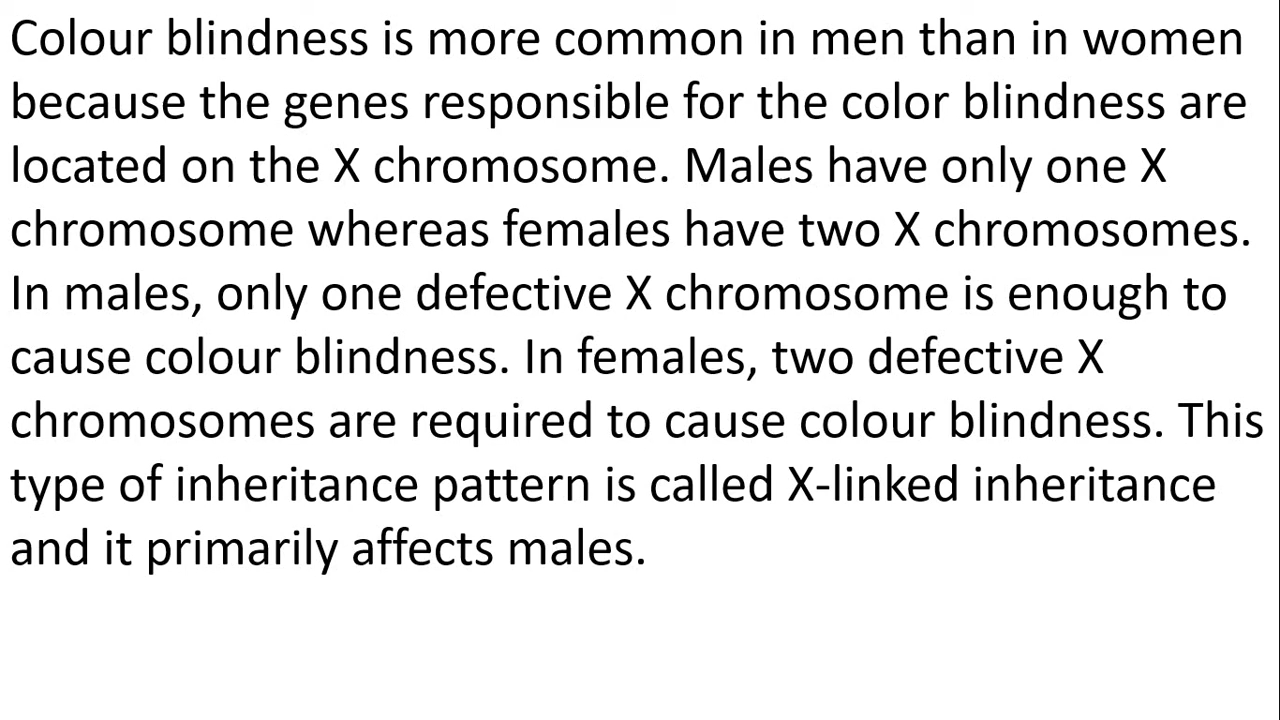 Colour blindness is more common in men than in women
because the genes responsible for the color blindness are
located on the X chromosome. Males have only one X
chromosome whereas females have two X chromosomes.
In males, only one defective X chromosome is enough to
cause colour blindness. In females, two defective X
chromosomes are required to cause colour blindness. This
type of inheritance pattern is called X-linked inheritance
and it primarily affects males.